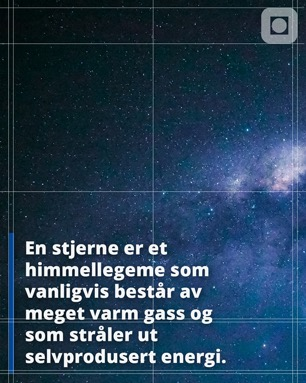 En stjerne er et
himmellegeme som
vanligvis består av
meget varm gass og
som stråler ut
selvprodusert energi.